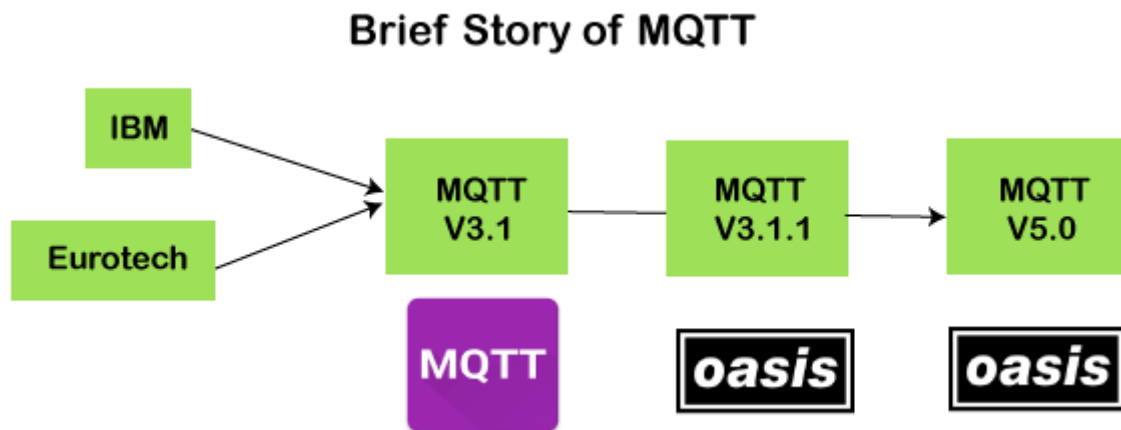 Brief Story of MQTT
IBM
Eurotech
MQTT
V3.1
MQTT
V3.1.1
MQTT
V5.0
MQTT
oasis
oasis